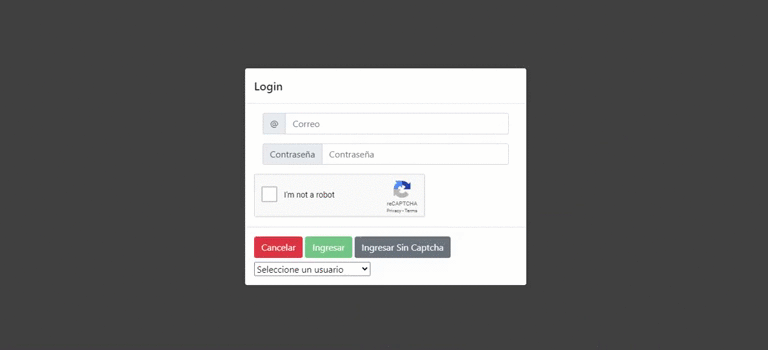 Login
@ Correo
Contraseña Contraseña
I'm not a robot
reCAPTCHA
Privacy - Terms
Cancelar Ingresar Ingresar Sin Captcha
Seleccione un usuario